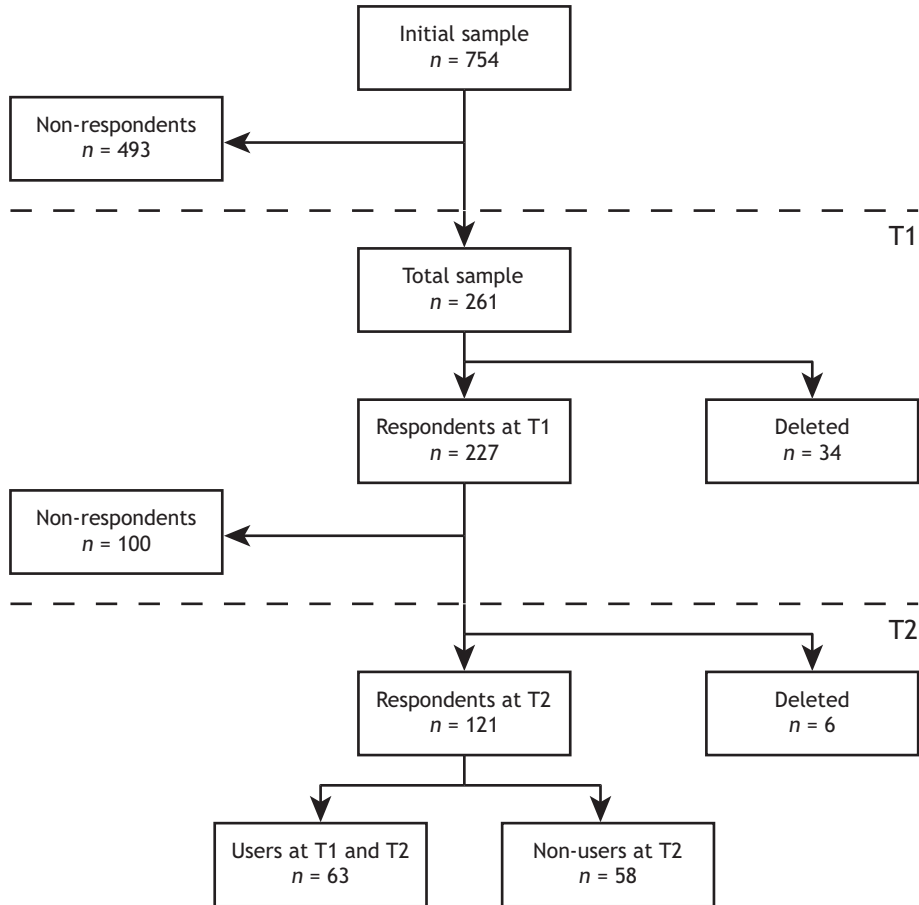 Initial sample
n = 754
Non-respondents
n = 493
T1
Total sample
n = 261
Respondents at T1
n = 227
Deleted
n = 34
Non-respondents
n = 100
T2
Respondents at T2
n = 121
Deleted
n = 6
Users at T1 and T2
n = 63
Non-users at T2
n = 58